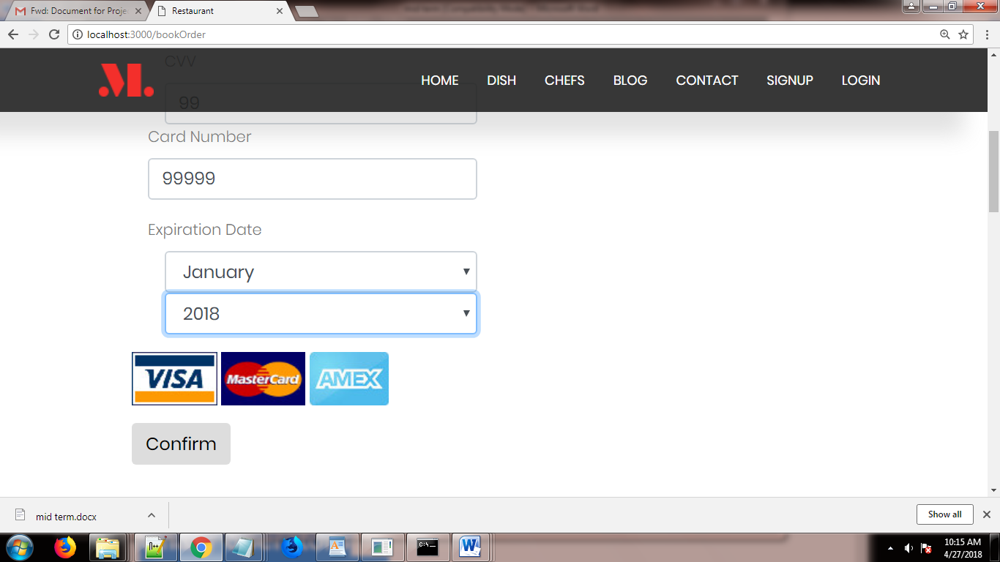 Fwd: Document for Proje
Restaurant
localhost:3000/bookOrder
CVV
HOME DISH CHEFS BLOG CONTACT SIGNUP LOGIN
99
Card Number
99999
Expiration Date
January
2018
VISA MasterCard AMEX
Confirm
mid term.docx
Show all
10:15 AM
4/27/2018